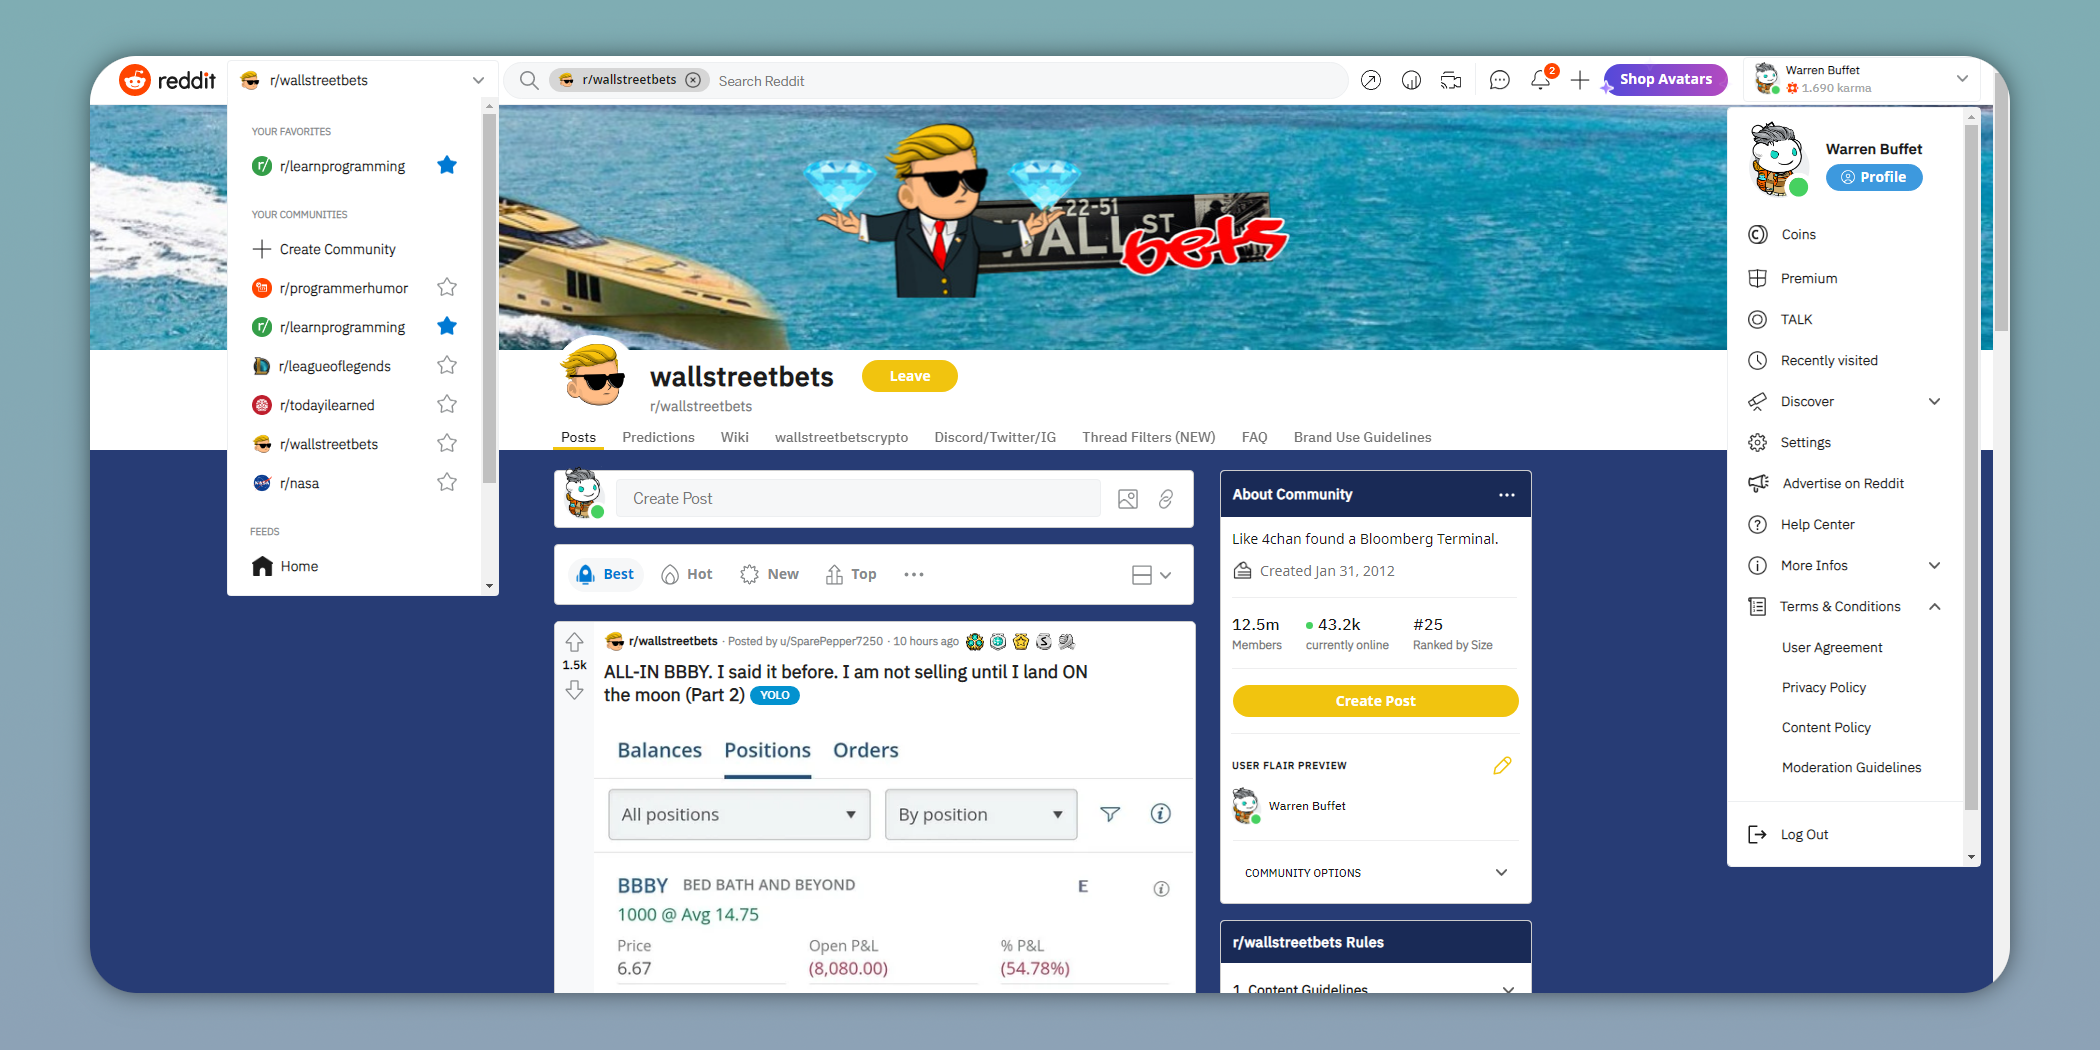 reddit
r/wallstreetbets
r/wallstreetbets
Search Reddit
2
Shop Avatars
Warren Buffet
1.690 karma
YOUR FAVORITES
r/learnprogramming
YOUR COMMUNITIES
Create Community
r/programmerhumor
r/learnprogramming
r/leagueoflegends
r/todayilearned
r/wallstreetbets
NASA
r/nasa
FEEDS
Home
22-51
WALL ST
bets
wallstreetbets
Leave
r/wallstreetbets
Posts
Predictions
Wiki
wallstreetbetscrypto
Discord/Twitter/IG
Thread Filters (NEW)
FAQ
Brand Use Guidelines
Create Post
Best
Hot
New
Top
1.5k
r/wallstreetbets · Posted by u/SparePepper7250 · 10 hours ago
ALL-IN BBBY. I said it before. I am not selling until I land ON
the moon (Part 2) YOLO
Balances Positions Orders
All positions
By position
BBBY BED BATH AND BEYOND E
1000 @ Avg 14.75
Price Open P&L % P&L
6.67 (8,080.00) (54.78%)
About Community
Like 4chan found a Bloomberg Terminal.
Created Jan 31, 2012
12.5m 43.2k #25
Members currently online Ranked by Size
Create Post
USER FLAIR PREVIEW
Warren Buffet
COMMUNITY OPTIONS
r/wallstreetbets Rules
1. Content Guidelines
Warren Buffet
Profile
Coins
Premium
TALK
Recently visited
Discover
Settings
Advertise on Reddit
Help Center
More Infos
Terms & Conditions
User Agreement
Privacy Policy
Content Policy
Moderation Guidelines
Log Out